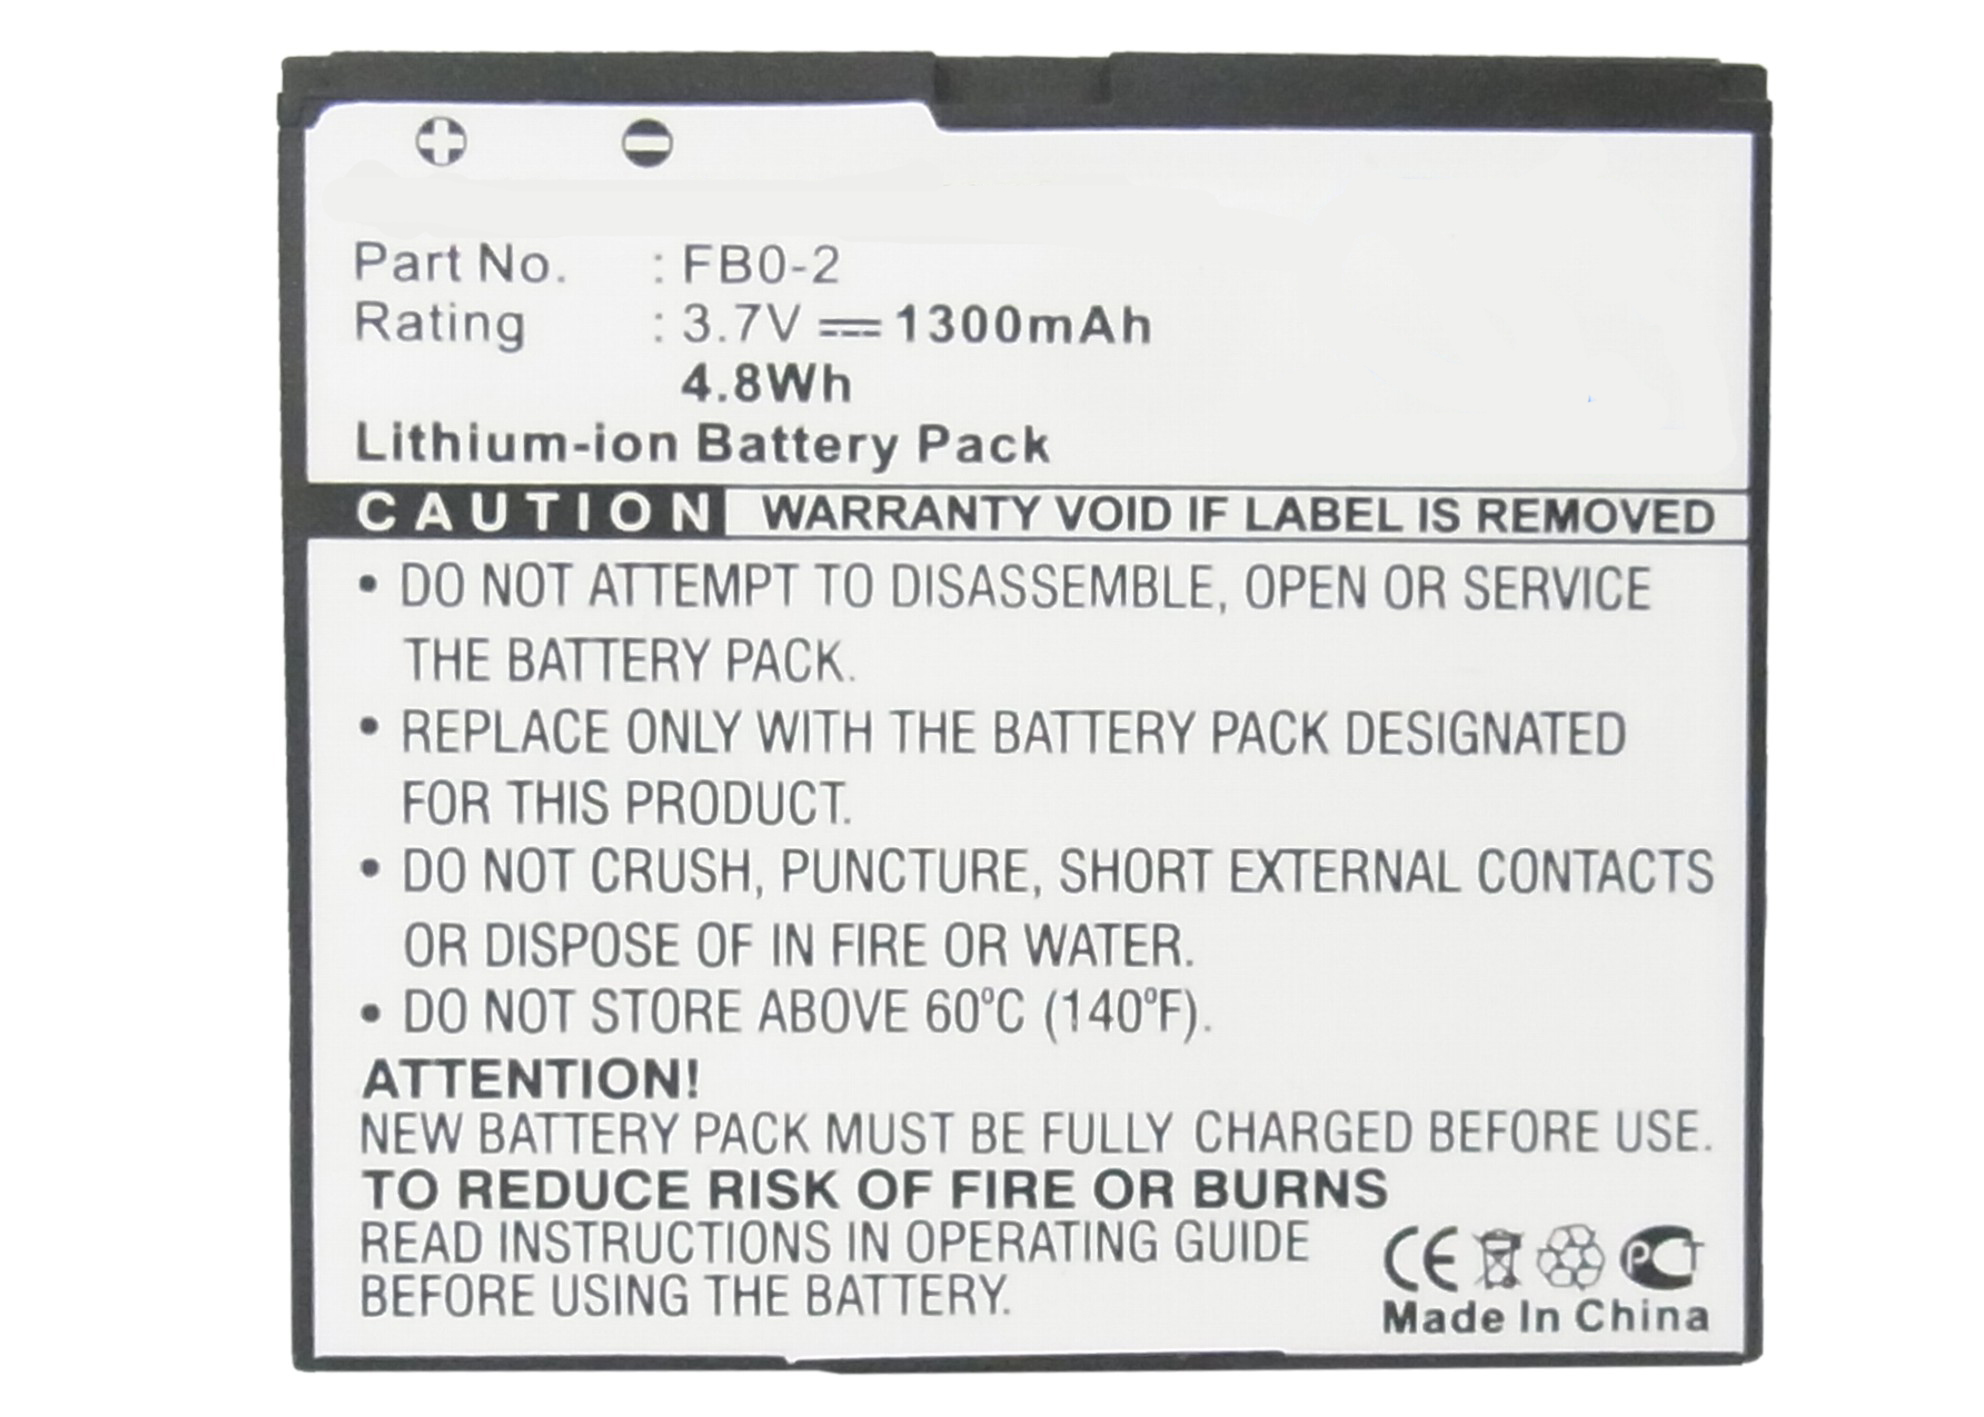 Part No. : FB0-2
Rating : 3.7V ⎓ 1300mAh
4.8Wh
Lithium-ion Battery Pack
CAUTION WARRANTY VOID IF LABEL IS REMOVED
• DO NOT ATTEMPT TO DISASSEMBLE, OPEN OR SERVICE
THE BATTERY PACK.
• REPLACE ONLY WITH THE BATTERY PACK DESIGNATED
FOR THIS PRODUCT.
• DO NOT CRUSH, PUNCTURE, SHORT EXTERNAL CONTACTS
OR DISPOSE OF IN FIRE OR WATER.
• DO NOT STORE ABOVE 60ºC (140ºF).
ATTENTION!
NEW BATTERY PACK MUST BE FULLY CHARGED BEFORE USE.
TO REDUCE RISK OF FIRE OR BURNS
READ INSTRUCTIONS IN OPERATING GUIDE
BEFORE USING THE BATTERY.
CE PCT
Made In China